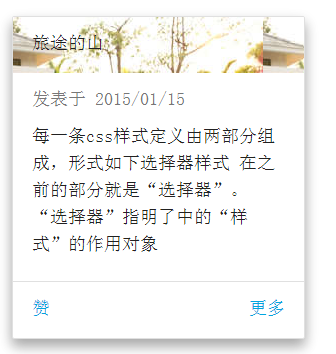 旅途的山
发表于 2015/01/15
每一条css样式定义由两部分组
成，形式如下选择器样式 在之
前的部分就是“选择器”。
“选择器”指明了中的“样
式”的作用对象
赞 更多